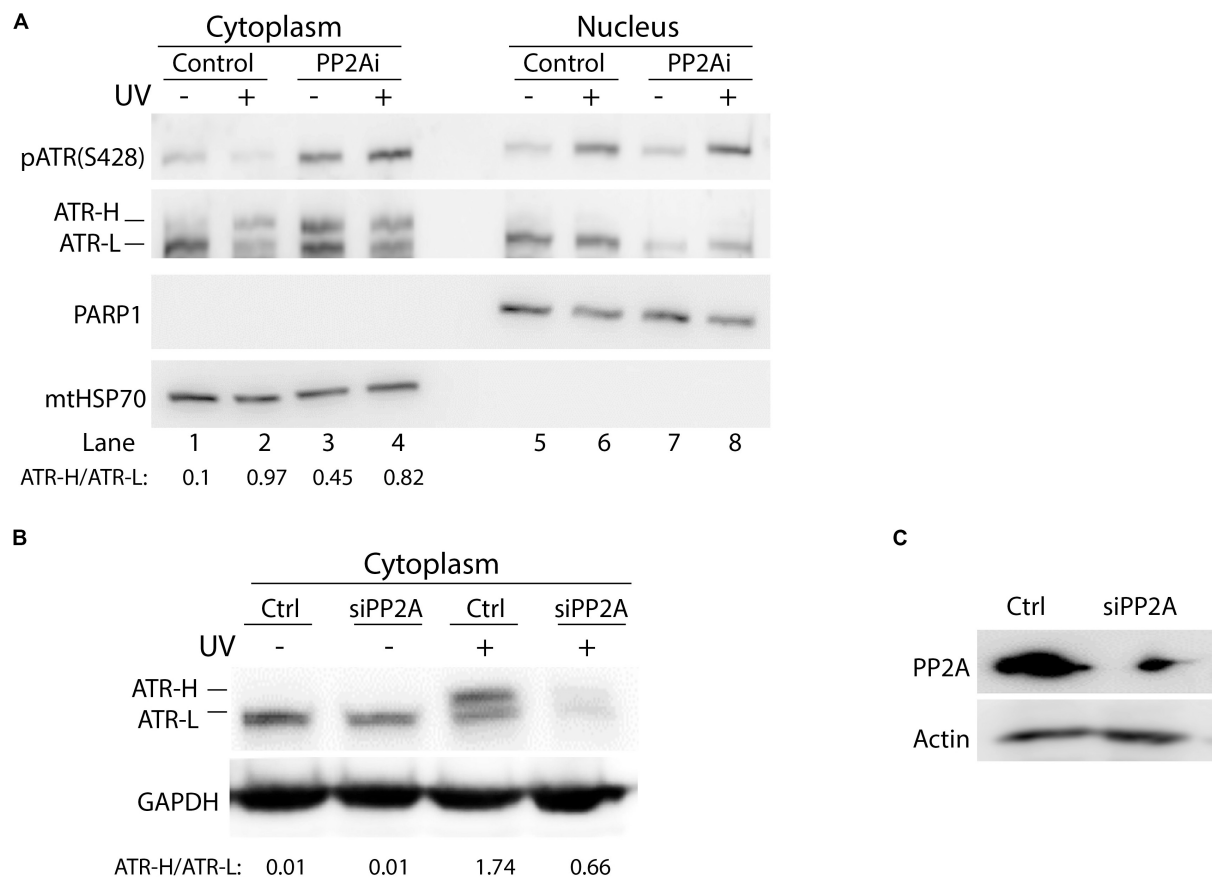 A
Cytoplasm Nucleus
Control PP2Ai Control PP2Ai
UV - + - + - + - +
pATR(S428)
ATR-H
ATR-L
PARP1
mtHSP70
Lane 1 2 3 4 5 6 7 8
ATR-H/ATR-L: 0.1 0.97 0.45 0.82
B
Cytoplasm
Ctrl siPP2A Ctrl siPP2A
UV - - + +
ATR-H
ATR-L
GAPDH
ATR-H/ATR-L: 0.01 0.01 1.74 0.66
C
Ctrl siPP2A
PP2A
Actin